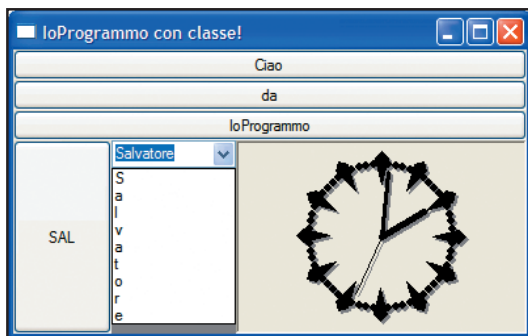 IoProgrammo con classe!
Ciao
da
IoProgrammo
SAL
Salvatore
S
a
l
v
a
t
o
r
e